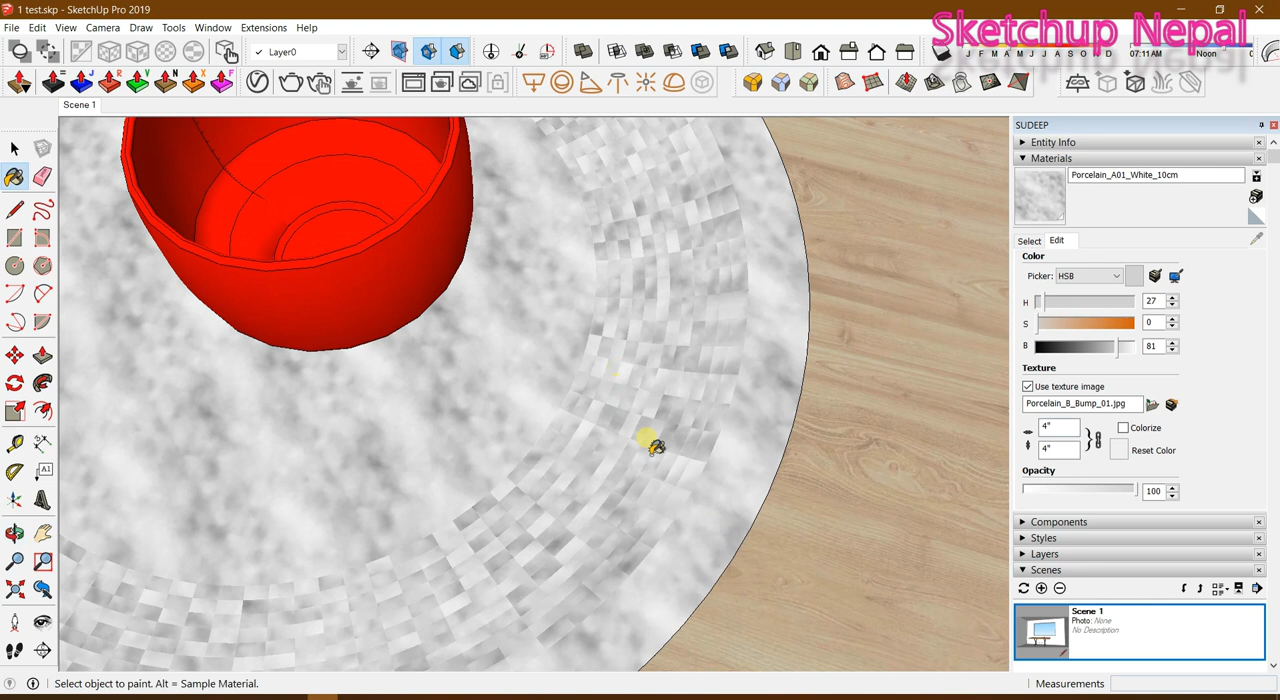 1 test.skp - SketchUp Pro 2019
File Edit View Camera Draw Tools Window Extensions Help
Sketchup Nepal
Layer0
J F M A M J J A S O N D
07:11 AM Noon
Scene 1
SUDEEP
Entity Info
Materials
Porcelain_A01_White_10cm
Select Edit
Color
Picker: HSB
H 27
S 0
B 81
Texture
Use texture image
Porcelain_B_Bump_01.jpg
4" Colorize
4" Reset Color
Opacity
100
Components
Styles
Layers
Scenes
Scene 1
Photo: None
No Description
A1
Select object to paint. Alt = Sample Material.
Measurements